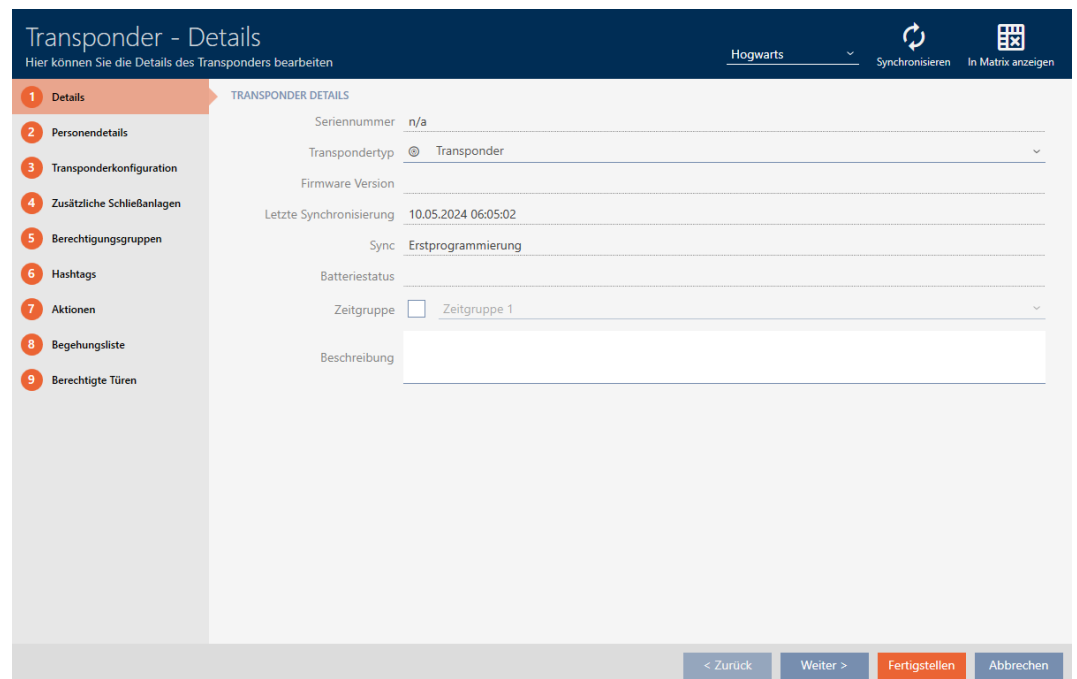 Transponder - Details
Hier können Sie die Details des Transponders bearbeiten
Hogwarts
Synchronisieren
In Matrix anzeigen
1 Details
2 Personendetails
3 Transponderkonfiguration
4 Zusätzliche Schließanlagen
5 Berechtigungsgruppen
6 Hashtags
7 Aktionen
8 Begehungsliste
9 Berechtigte Türen
TRANSPONDER DETAILS
Seriennummer n/a
Transpondertyp Transponder
Firmware Version
Letzte Synchronisierung 10.05.2024 06:05:02
Sync Erstprogrammierung
Batteriestatus
Zeitgruppe Zeitgruppe 1
Beschreibung
< Zurück Weiter > Fertigstellen Abbrechen